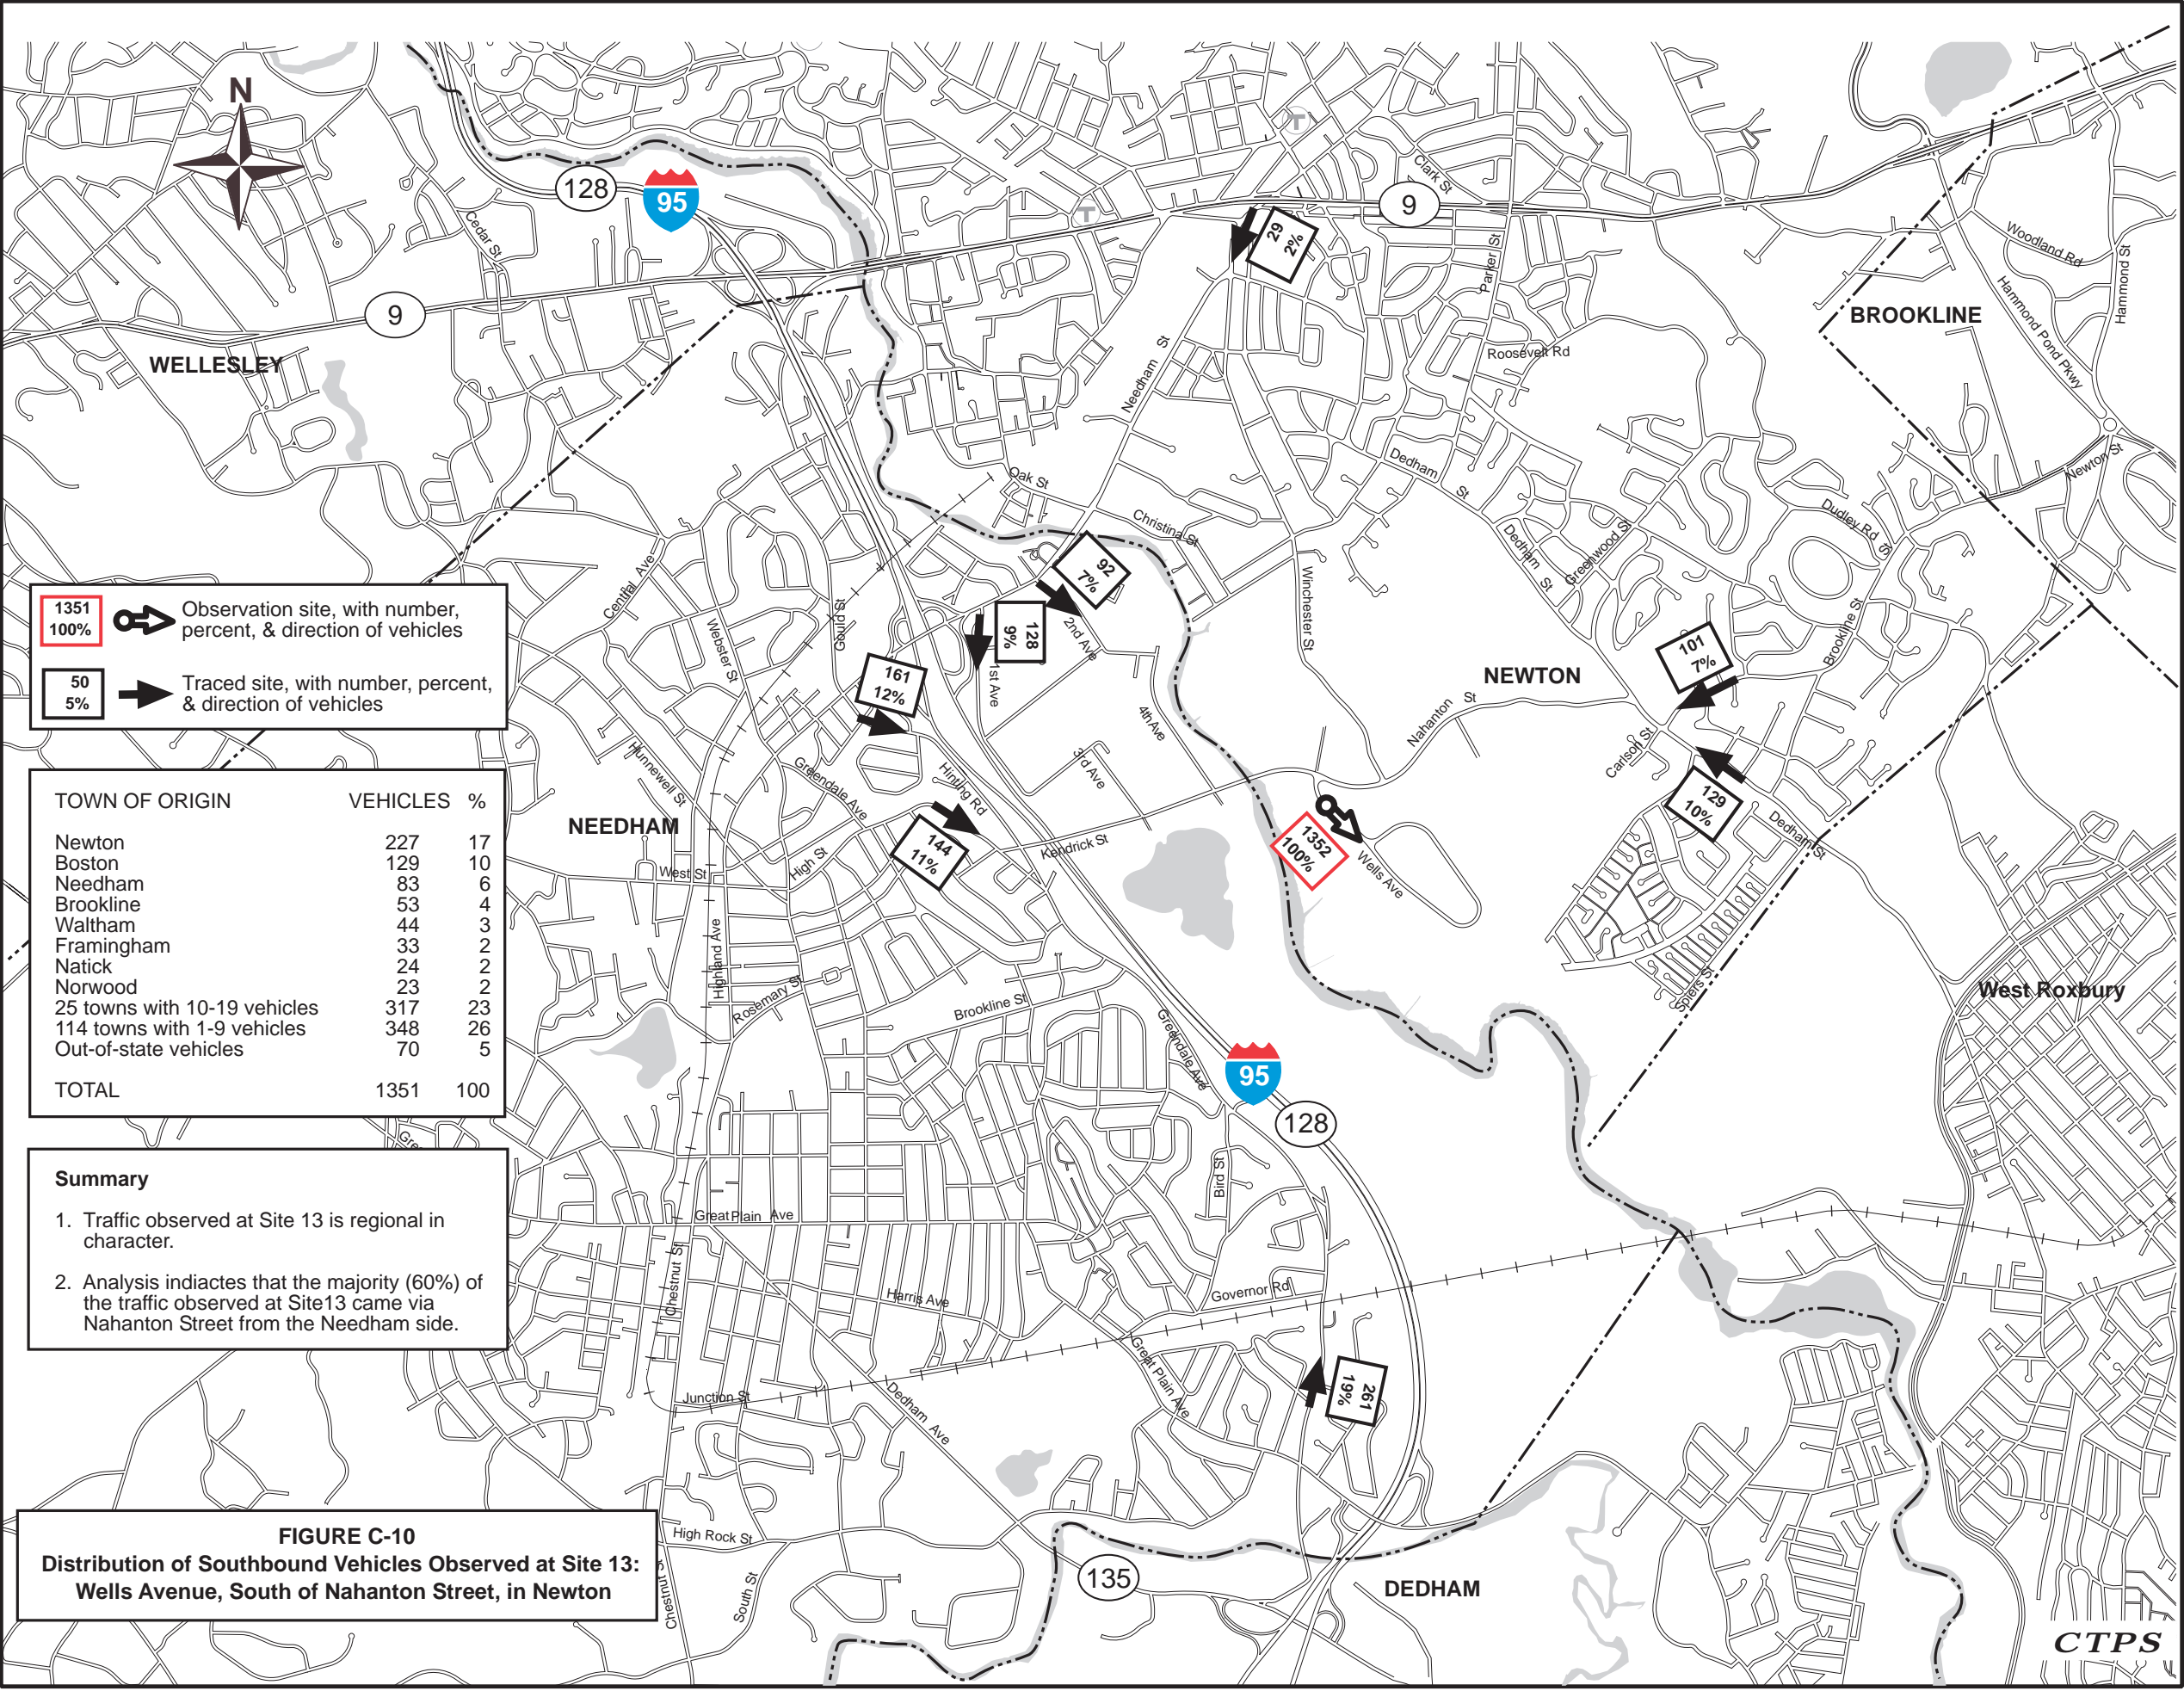 N
128
95
9
Clark St
29
2%
Cedar St
Parker St
Woodland Rd
Hammond St
Hammond Pond Pkwy
BROOKLINE
9
WELLESLEY
Needham St
Roosevelt Rd
Newton St
Dedham St
Oak St
Christina St
Dudley Rd
Dedham St
Greenwood St
92
7%
Central Ave
Winchester St
Gould St
Webster St
128
9%
2nd Ave
1st Ave
Brookline St
101
7%
161
12%
NEWTON
4th Ave
Nahanton St
Carlson St
1351
100%
Observation site, with number,
percent, & direction of vehicles
50
5%
Traced site, with number, percent,
& direction of vehicles
Hunnewell St
Greendale Ave
Hinting Rd
3rd Ave
129
10%
Dedham St
NEEDHAM
144
11%
Kendrick St
1352
100%
Wells Ave
West St
High St
TOWN OF ORIGIN VEHICLES %
Newton 227 17
Boston 129 10
Needham 83 6
Brookline 53 4
Waltham 44 3
Framingham 33 2
Natick 24 2
Norwood 23 2
25 towns with 10-19 vehicles 317 23
114 towns with 1-9 vehicles 348 26
Out-of-state vehicles 70 5
TOTAL 1351 100
Highland Ave
Rosemary St
Brookline St
Spiers St
West Roxbury
Greendale Ave
95
128
Gre
Bird St
Summary
1. Traffic observed at Site 13 is regional in
character.
2. Analysis indiactes that the majority (60%) of
the traffic observed at Site13 came via
Nahanton Street from the Needham side.
Great Plain Ave
Chestnut St
Harris Ave
Governor Rd
Great Plain Ave
261
19%
Junction St
Dedham Ave
FIGURE C-10
Distribution of Southbound Vehicles Observed at Site 13:
Wells Avenue, South of Nahanton Street, in Newton
High Rock St
Chestnut St
South St
135
DEDHAM
CTPS